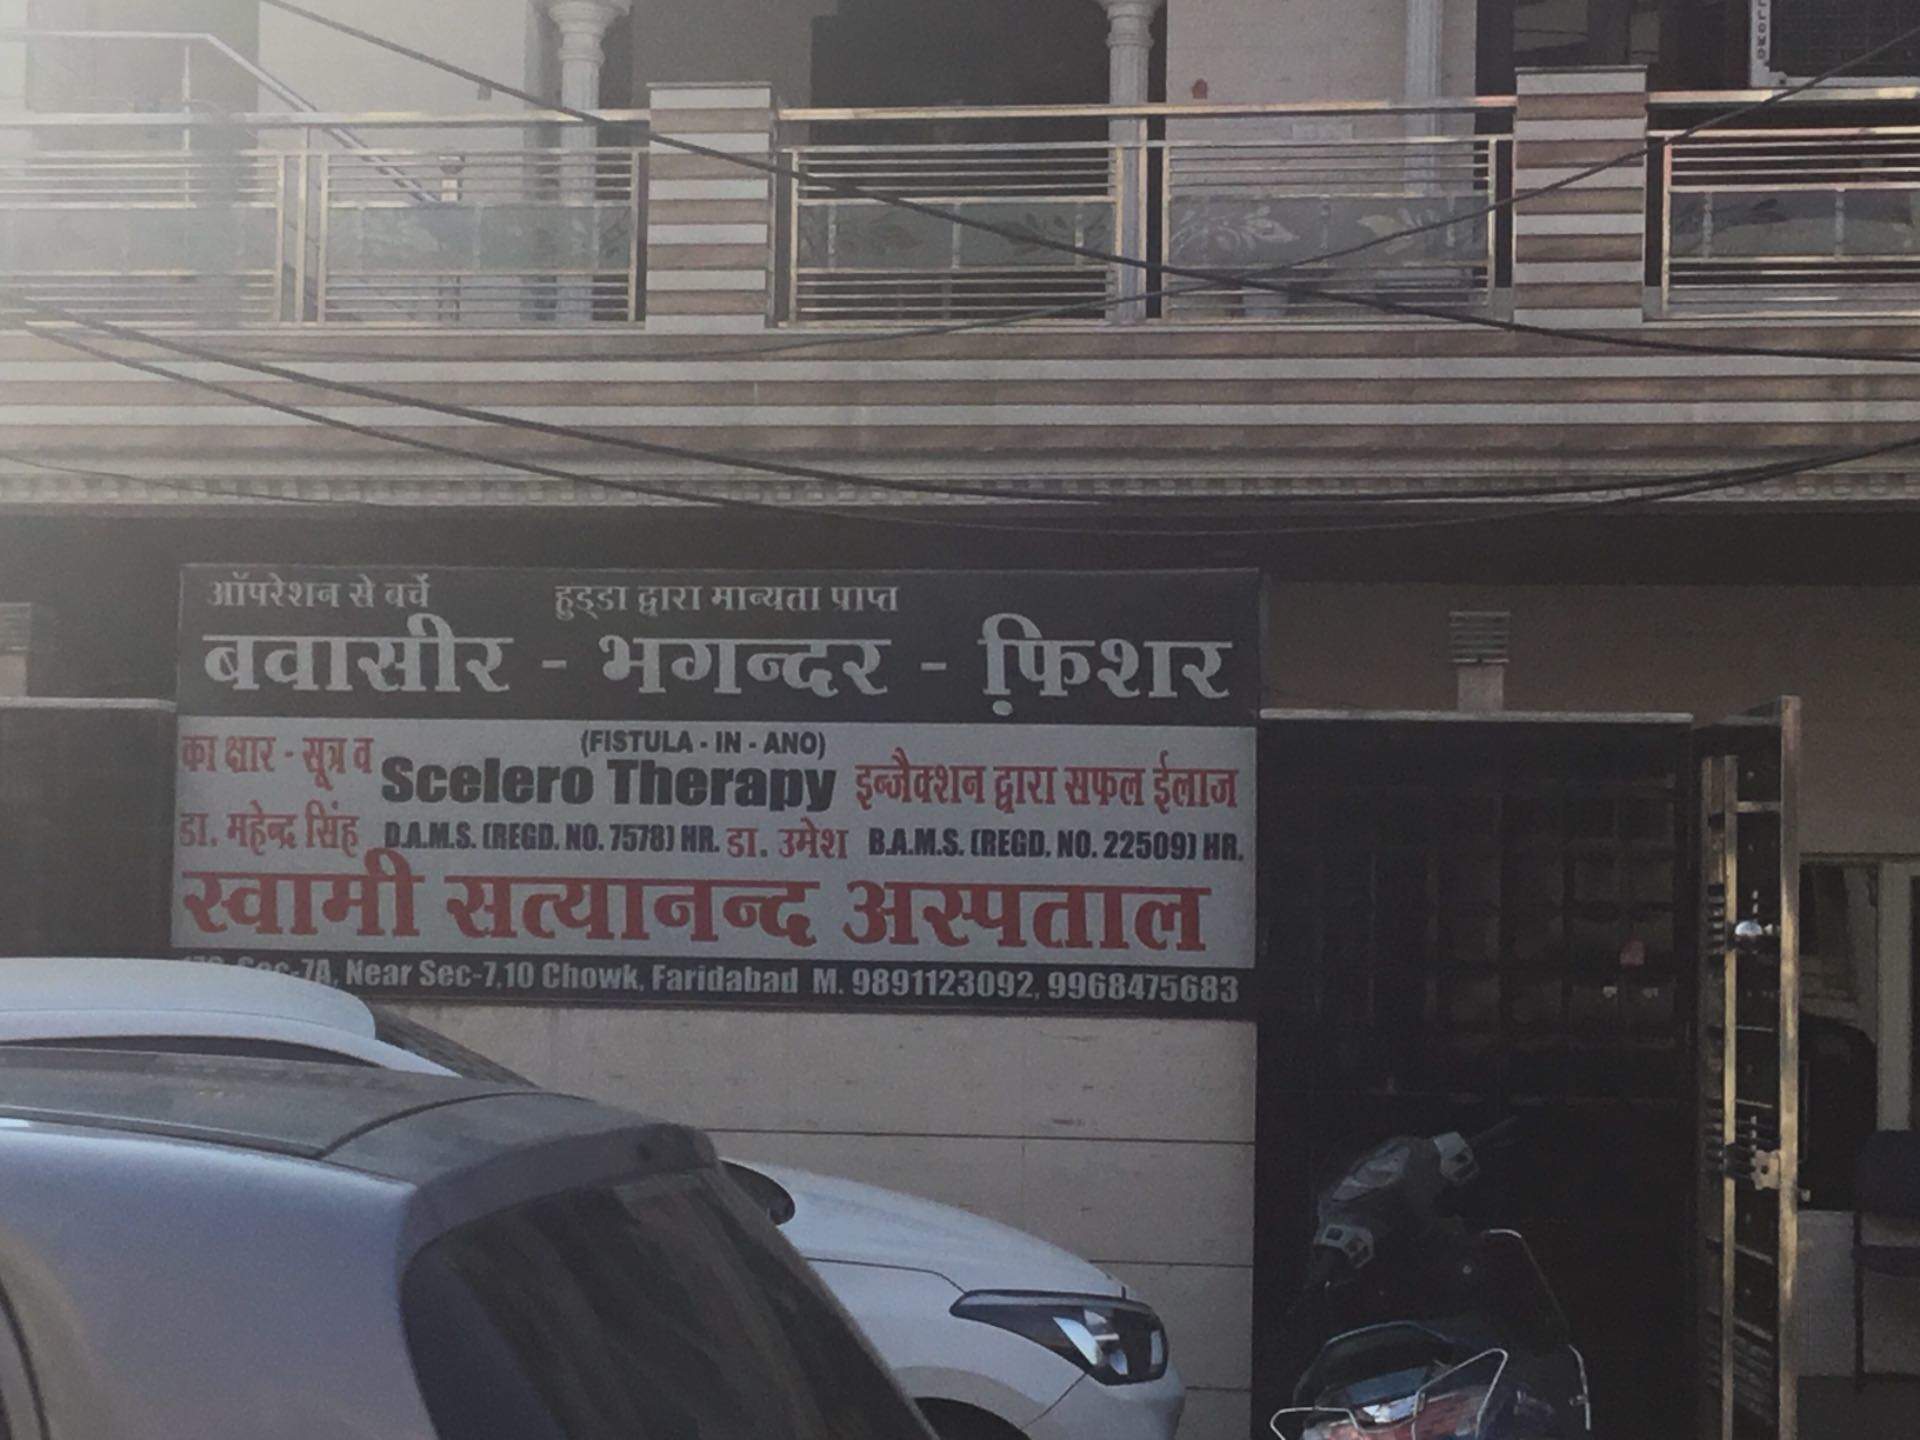 ऑपरेशन से बचें हुड्डा द्वारा मान्यता प्राप्त
बवासीर - भगन्दर - फ़िशर
(FISTULA - IN - ANO)
का क्षार - सूत्र व Scelero Therapy इन्जैक्शन द्वारा सफल ईलाज
डा. महेन्द्र सिंह D.A.M.S. (REGD. NO. 7578) HR. डा. उमेश B.A.M.S. (REGD. NO. 22509) HR.
स्वामी सत्यानन्द अस्पताल
Sec-7A, Near Sec-7,10 Chowk, Faridabad M. 9891123092, 9968475683